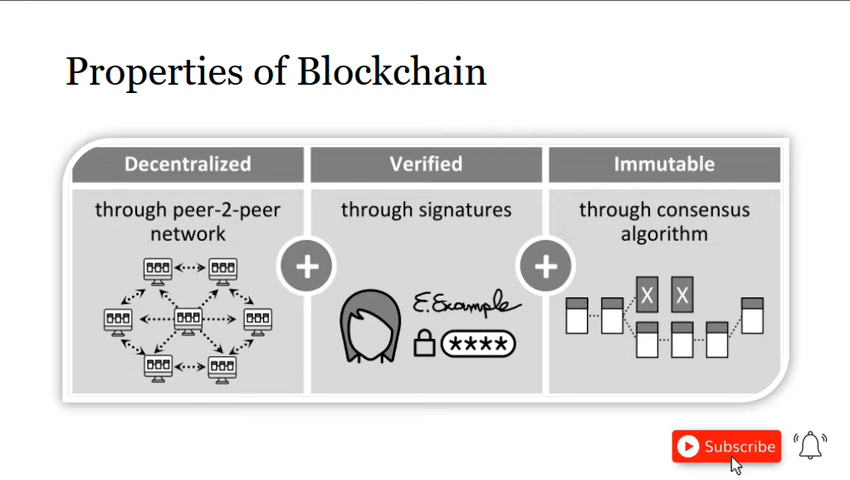 Properties of Blockchain
Decentralized
through peer-2-peer
network
+
Verified
through signatures
E.Example
****
+
Immutable
through consensus
algorithm
X X
Subscribe